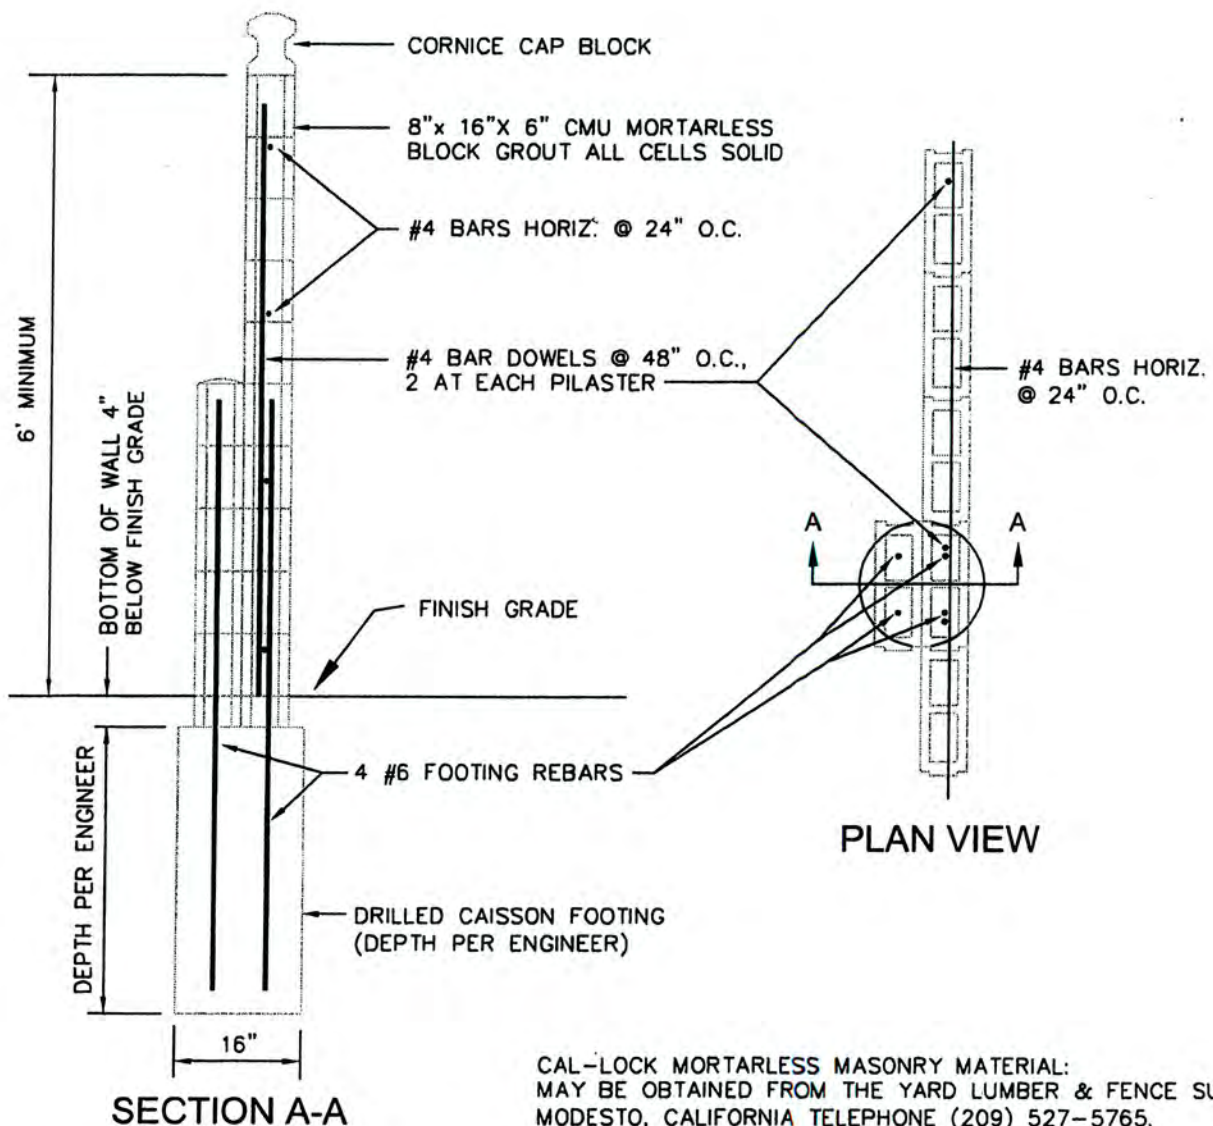 CORNICE CAP BLOCK
8"x 16"X 6" CMU MORTARLESS
BLOCK GROUT ALL CELLS SOLID
#4 BARS HORIZ. @ 24" O.C.
#4 BAR DOWELS @ 48" O.C.,
2 AT EACH PILASTER
6' MINIMUM
BOTTOM OF WALL 4"
BELOW FINISH GRADE
FINISH GRADE
4 #6 FOOTING REBARS
DEPTH PER ENGINEER
DRILLED CAISSON FOOTING
(DEPTH PER ENGINEER)
16"
SECTION A-A
#4 BARS HORIZ.
@ 24" O.C.
A
A
PLAN VIEW
CAL-LOCK MORTARLESS MASONRY MATERIAL:
MAY BE OBTAINED FROM THE YARD LUMBER & FENCE
MODESTO, CALIFORNIA TELEPHONE (209) 527-5765.